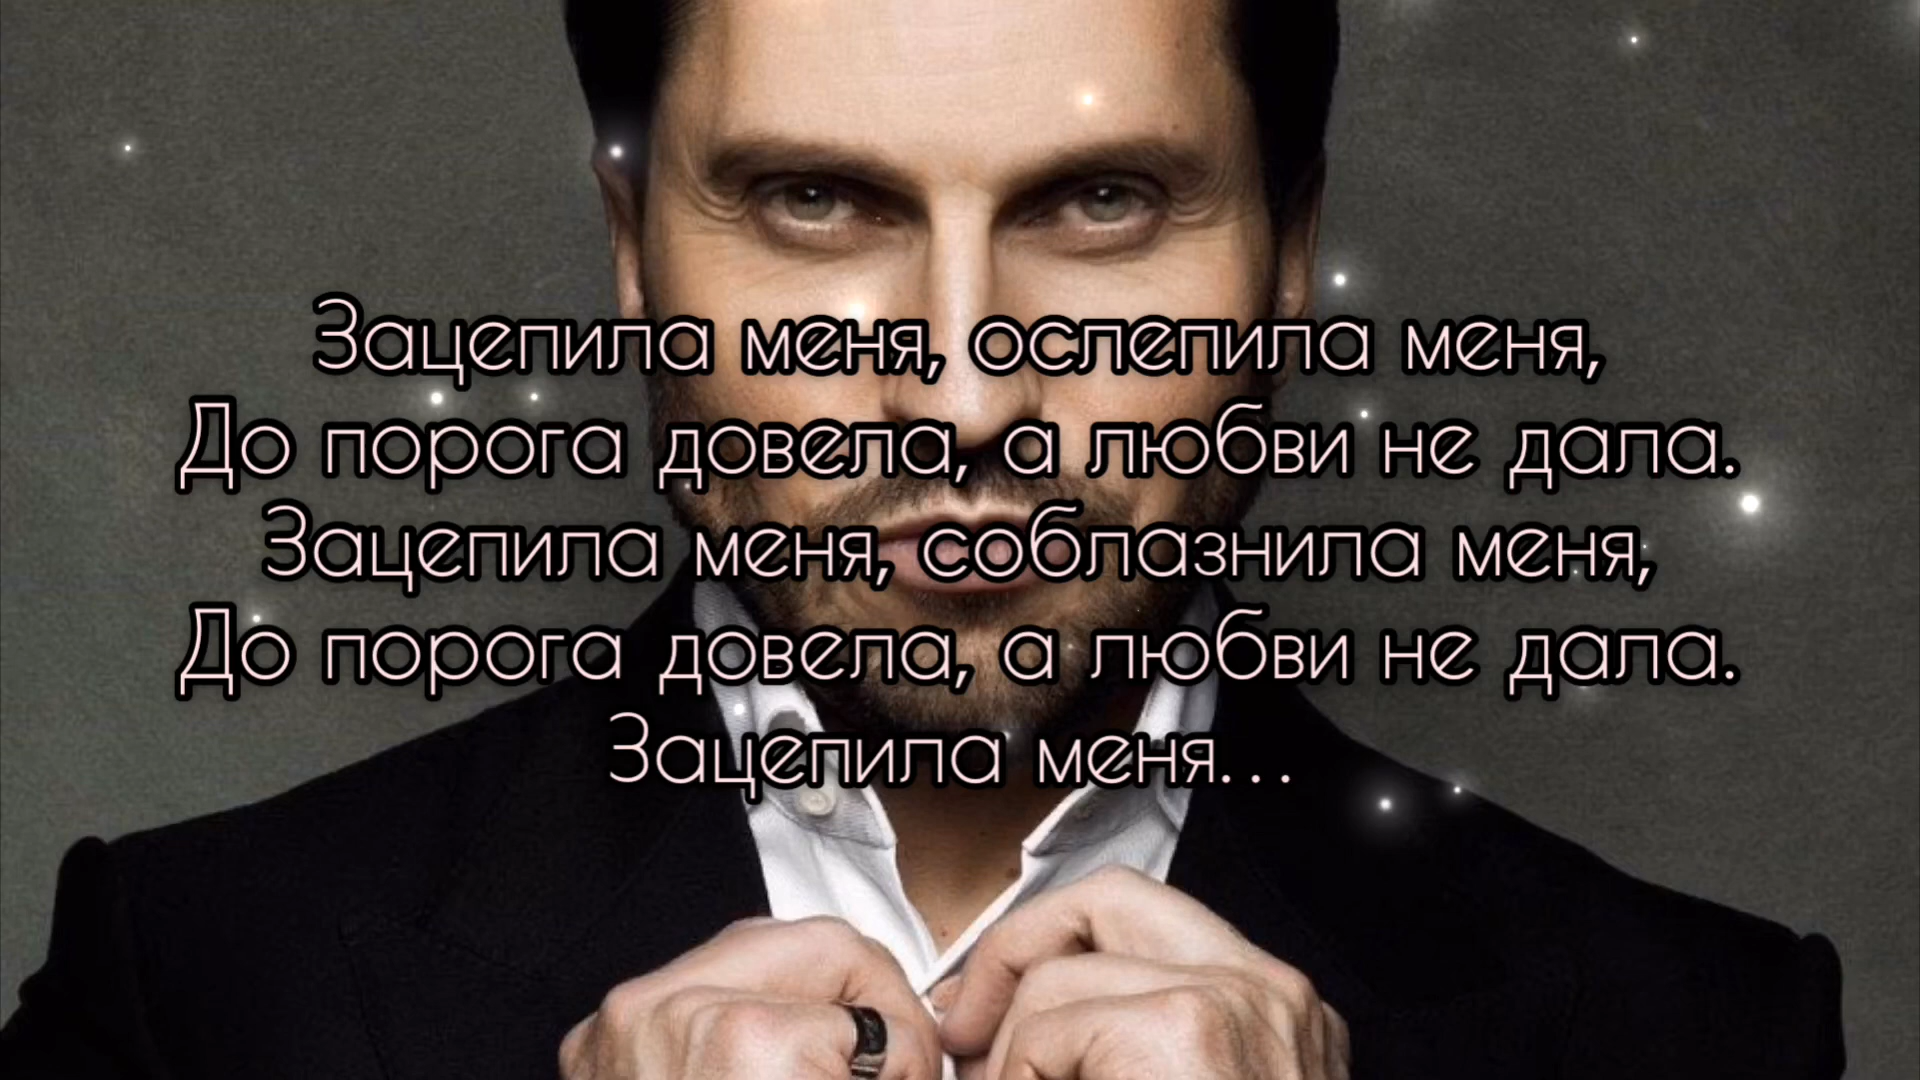 Зацепила меня, ослепила меня,
До порога довела, а любви не дала.
Зацепила меня, соблазнила меня,
До порога довела, а любви не дала.
Зацепила меня...